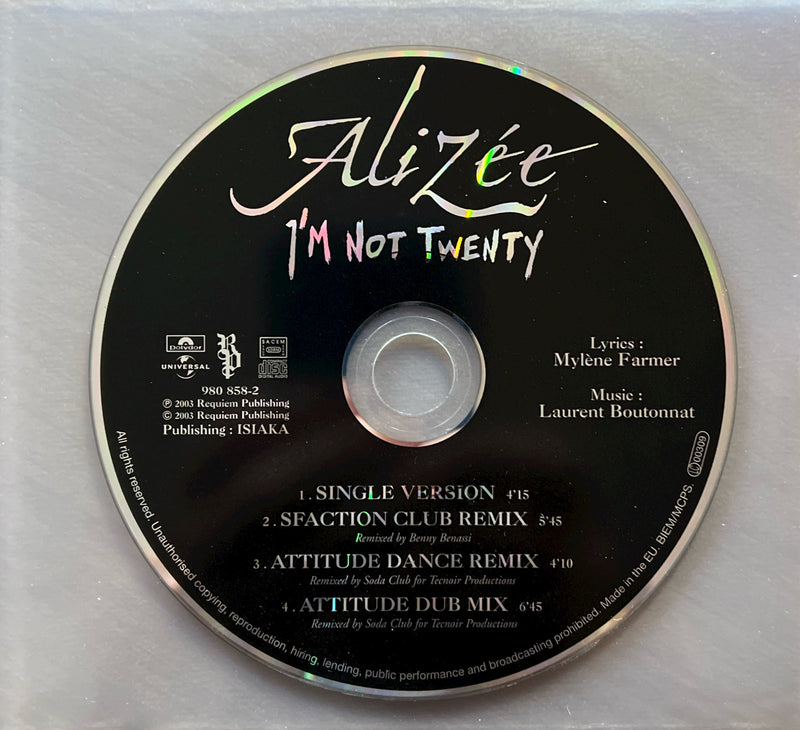 Alizée
I'M NOT TWENTY
polydor
UNIVERSAL
RP
SACEM
COMPACT
disc
DIGITAL AUDIO
980 858-2
℗ 2003 Requiem Publishing
© 2003 Requiem Publishing
Publishing : ISIAKA
Lyrics :
Mylène Farmer
Music :
Laurent Boutonnat
1 . SINGLE VERSION 4'15
2 . SFACTION CLUB REMIX 5'45
Remixed by Benny Benassi
3 . ATTITUDE DANCE REMIX 4'10
Remixed by Soda Club for Tecnoir Productions
4 . ATTITUDE DUB MIX 6'45
Remixed by Soda Club for Tecnoir Productions
All rights reserved. Unauthorised copying, reproduction, hiring, lending, public performance and broadcasting prohibited. Made in the EU. BIEM/MCPS.
00309